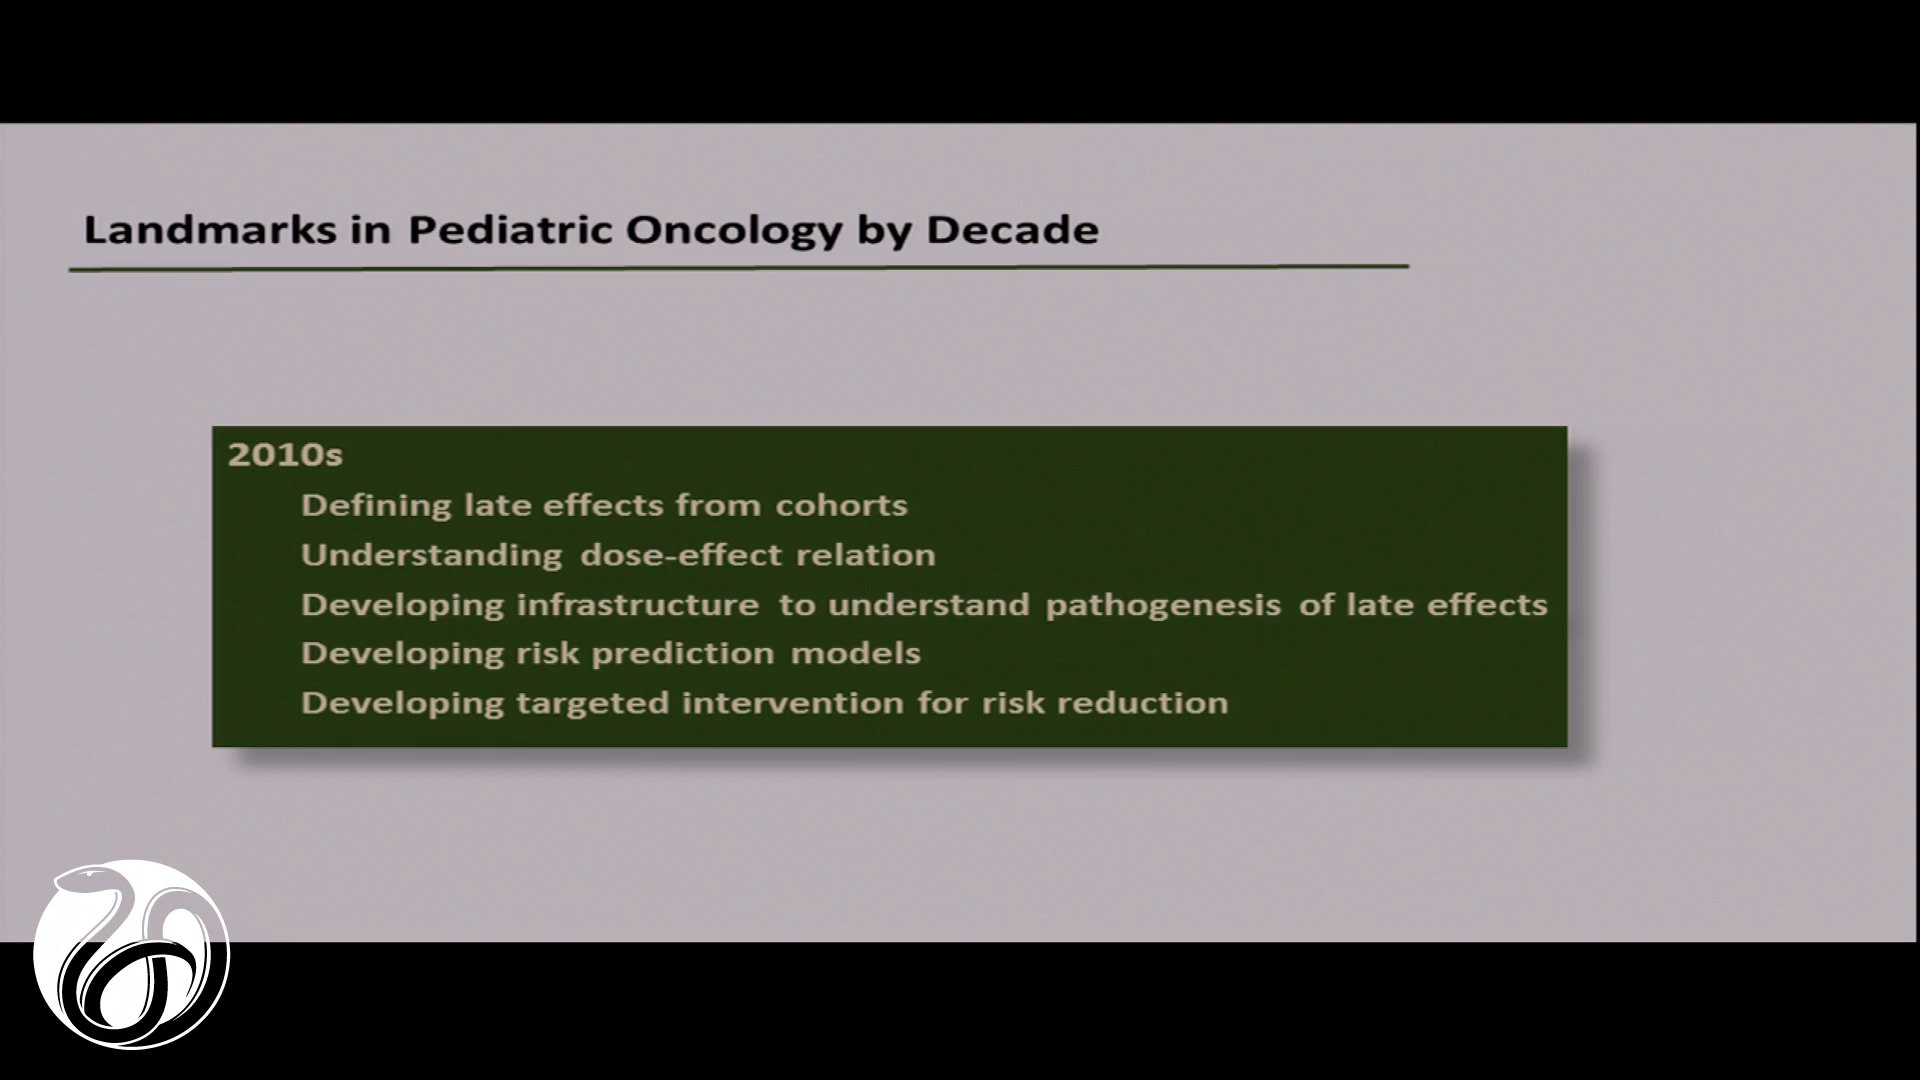 Landmarks in Pediatric Oncology by Decade
2010s
Defining late effects from cohorts
Understanding dose-effect relation
Developing infrastructure to understand pathogenesis of late effects
Developing risk prediction models
Developing targeted intervention for risk reduction